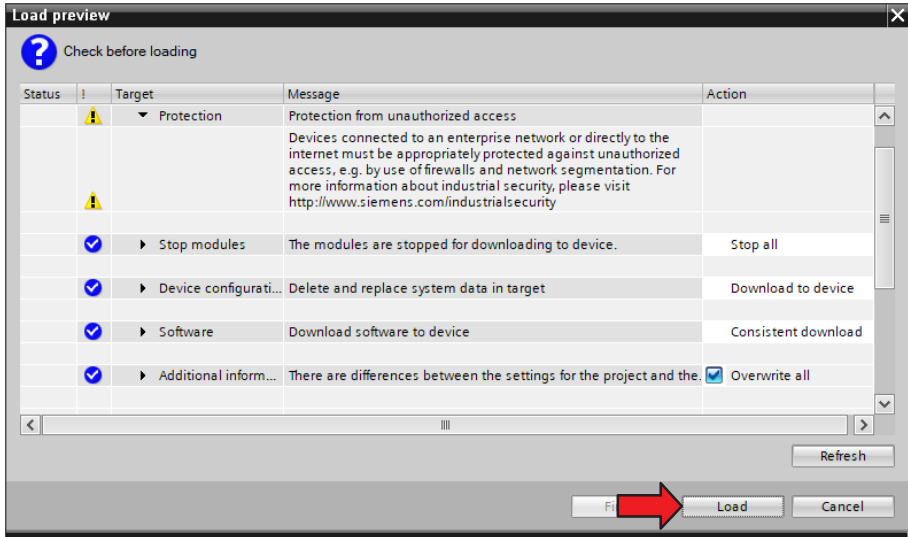 Load preview
Check before loading
Status ! Target Message Action
Protection Protection from unauthorized access
Devices connected to an enterprise network or directly to the
internet must be appropriately protected against unauthorized
access, e.g. by use of firewalls and network segmentation. For
more information about industrial security, please visit
http://www.siemens.com/industrialsecurity
Stop modules The modules are stopped for downloading to device. Stop all
Device configurati... Delete and replace system data in target Download to device
Software Download software to device Consistent download
Additional inform... There are differences between the settings for the project and the. Overwrite all
Refresh
Load Cancel